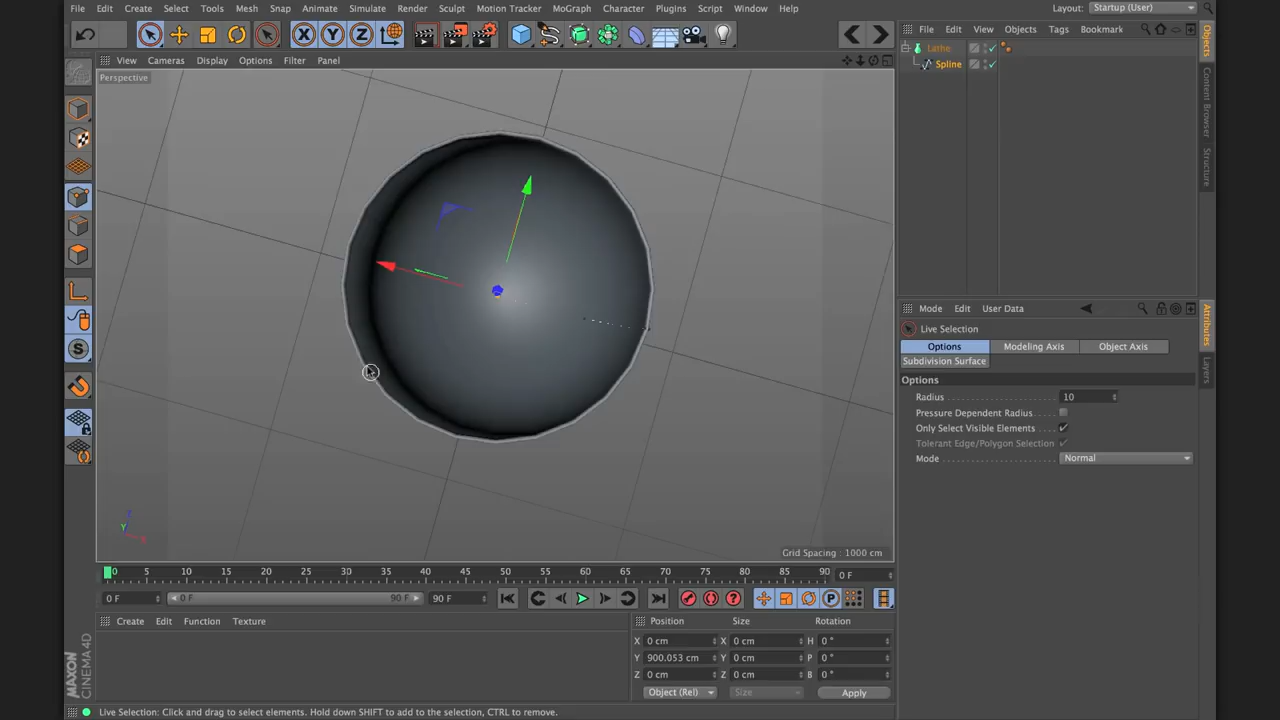 File Edit Create Select Tools Mesh Snap Animate Simulate Render Sculpt Motion Tracker MoGraph Character Plugins Script Window Help Layout: Startup (User)
X Y Z
File Edit View Objects Tags Bookmark
View Cameras Display Options Filter Panel
Perspective
Lathe
Spline
Objects
Content Browser
Structure
Mode Edit User Data
Live Selection
Options Modeling Axis Object Axis
Subdivision Surface
Options
Radius 10
Pressure Dependent Radius
Only Select Visible Elements
Tolerant Edge/Polygon Selection
Mode Normal
Attributes
Layers
S
Y
X
Grid Spacing : 1000 cm
0 5 10 15 20 25 30 35 40 45 50 55 60 65 70 75 80 85 90 0 F
0 F 0 F 90 F 90 F
P
Create Edit Function Texture
Position Size Rotation
X 0 cm X 0 cm H 0 °
Y 900.053 cm Y 0 cm P 0 °
Z 0 cm Z 0 cm B 0 °
Object (Rel) Size Apply
MAXON
CINEMA4D
Live Selection: Click and drag to select elements. Hold down SHIFT to add to the selection, CTRL to remove.